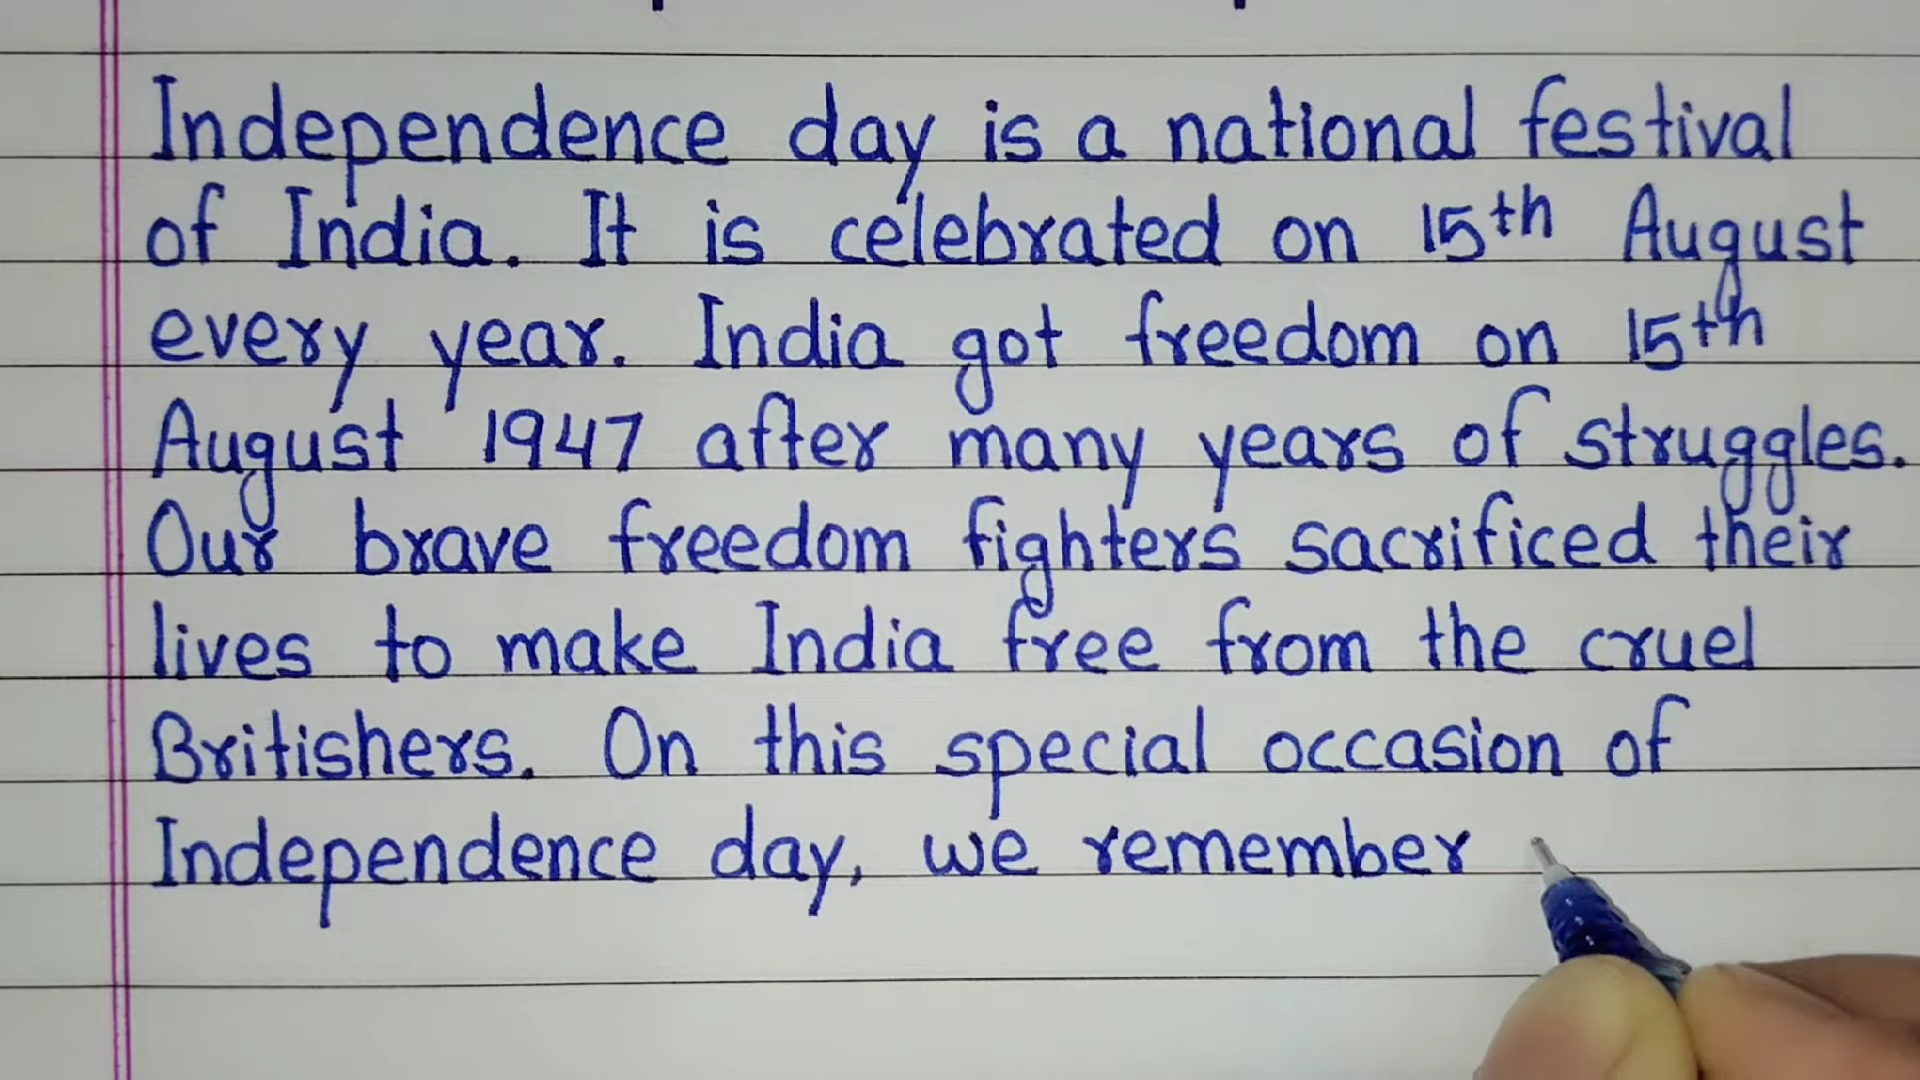 Independence day is a national festival
of India. It is celebrated on 15th August
every year. India got freedom on 15th
August 1947 after many years of struggles.
Our brave freedom fighters sacrificed their
lives to make India free from the cruel
Britishers. On this special occasion of
Independence day, we remember